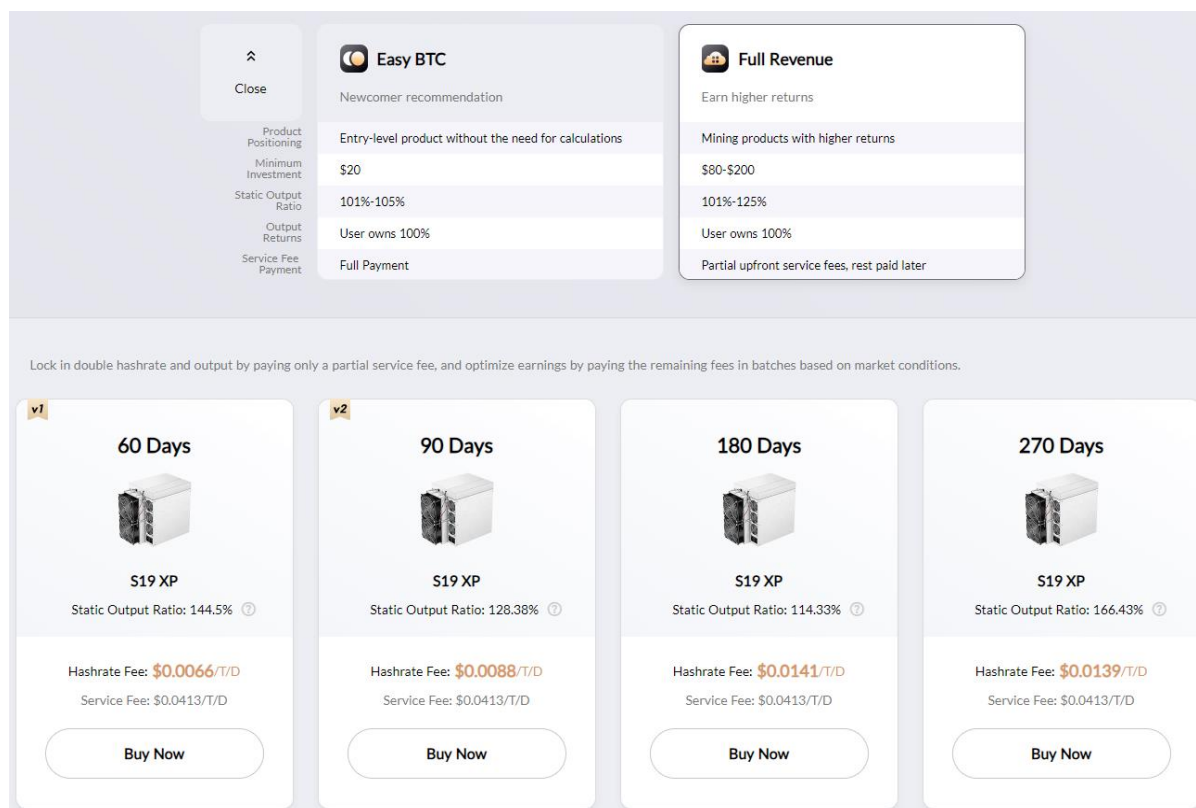 Close
Easy BTC
Newcomer recommendation
Full Revenue
Earn higher returns
Product
Positioning
Entry-level product without the need for calculations
Mining products with higher returns
Minimum
Investment
$20
$80-$200
Static Output
Ratio
101%-105%
101%-125%
Output
Returns
User owns 100%
User owns 100%
Service Fee
Payment
Full Payment
Partial upfront service fees, rest paid later
Lock in double hashrate and output by paying only a partial service fee, and optimize earnings by paying the remaining fees in batches based on market conditions.
v1
60 Days
S19 XP
Static Output Ratio: 144.5% ?
Hashrate Fee: $0.0066/T/D
Service Fee: $0.0413/T/D
Buy Now
v2
90 Days
S19 XP
Static Output Ratio: 128.38% ?
Hashrate Fee: $0.0088/T/D
Service Fee: $0.0413/T/D
Buy Now
180 Days
S19 XP
Static Output Ratio: 114.33% ?
Hashrate Fee: $0.0141/T/D
Service Fee: $0.0413/T/D
Buy Now
270 Days
S19 XP
Static Output Ratio: 166.43% ?
Hashrate Fee: $0.0139/T/D
Service Fee: $0.0413/T/D
Buy Now